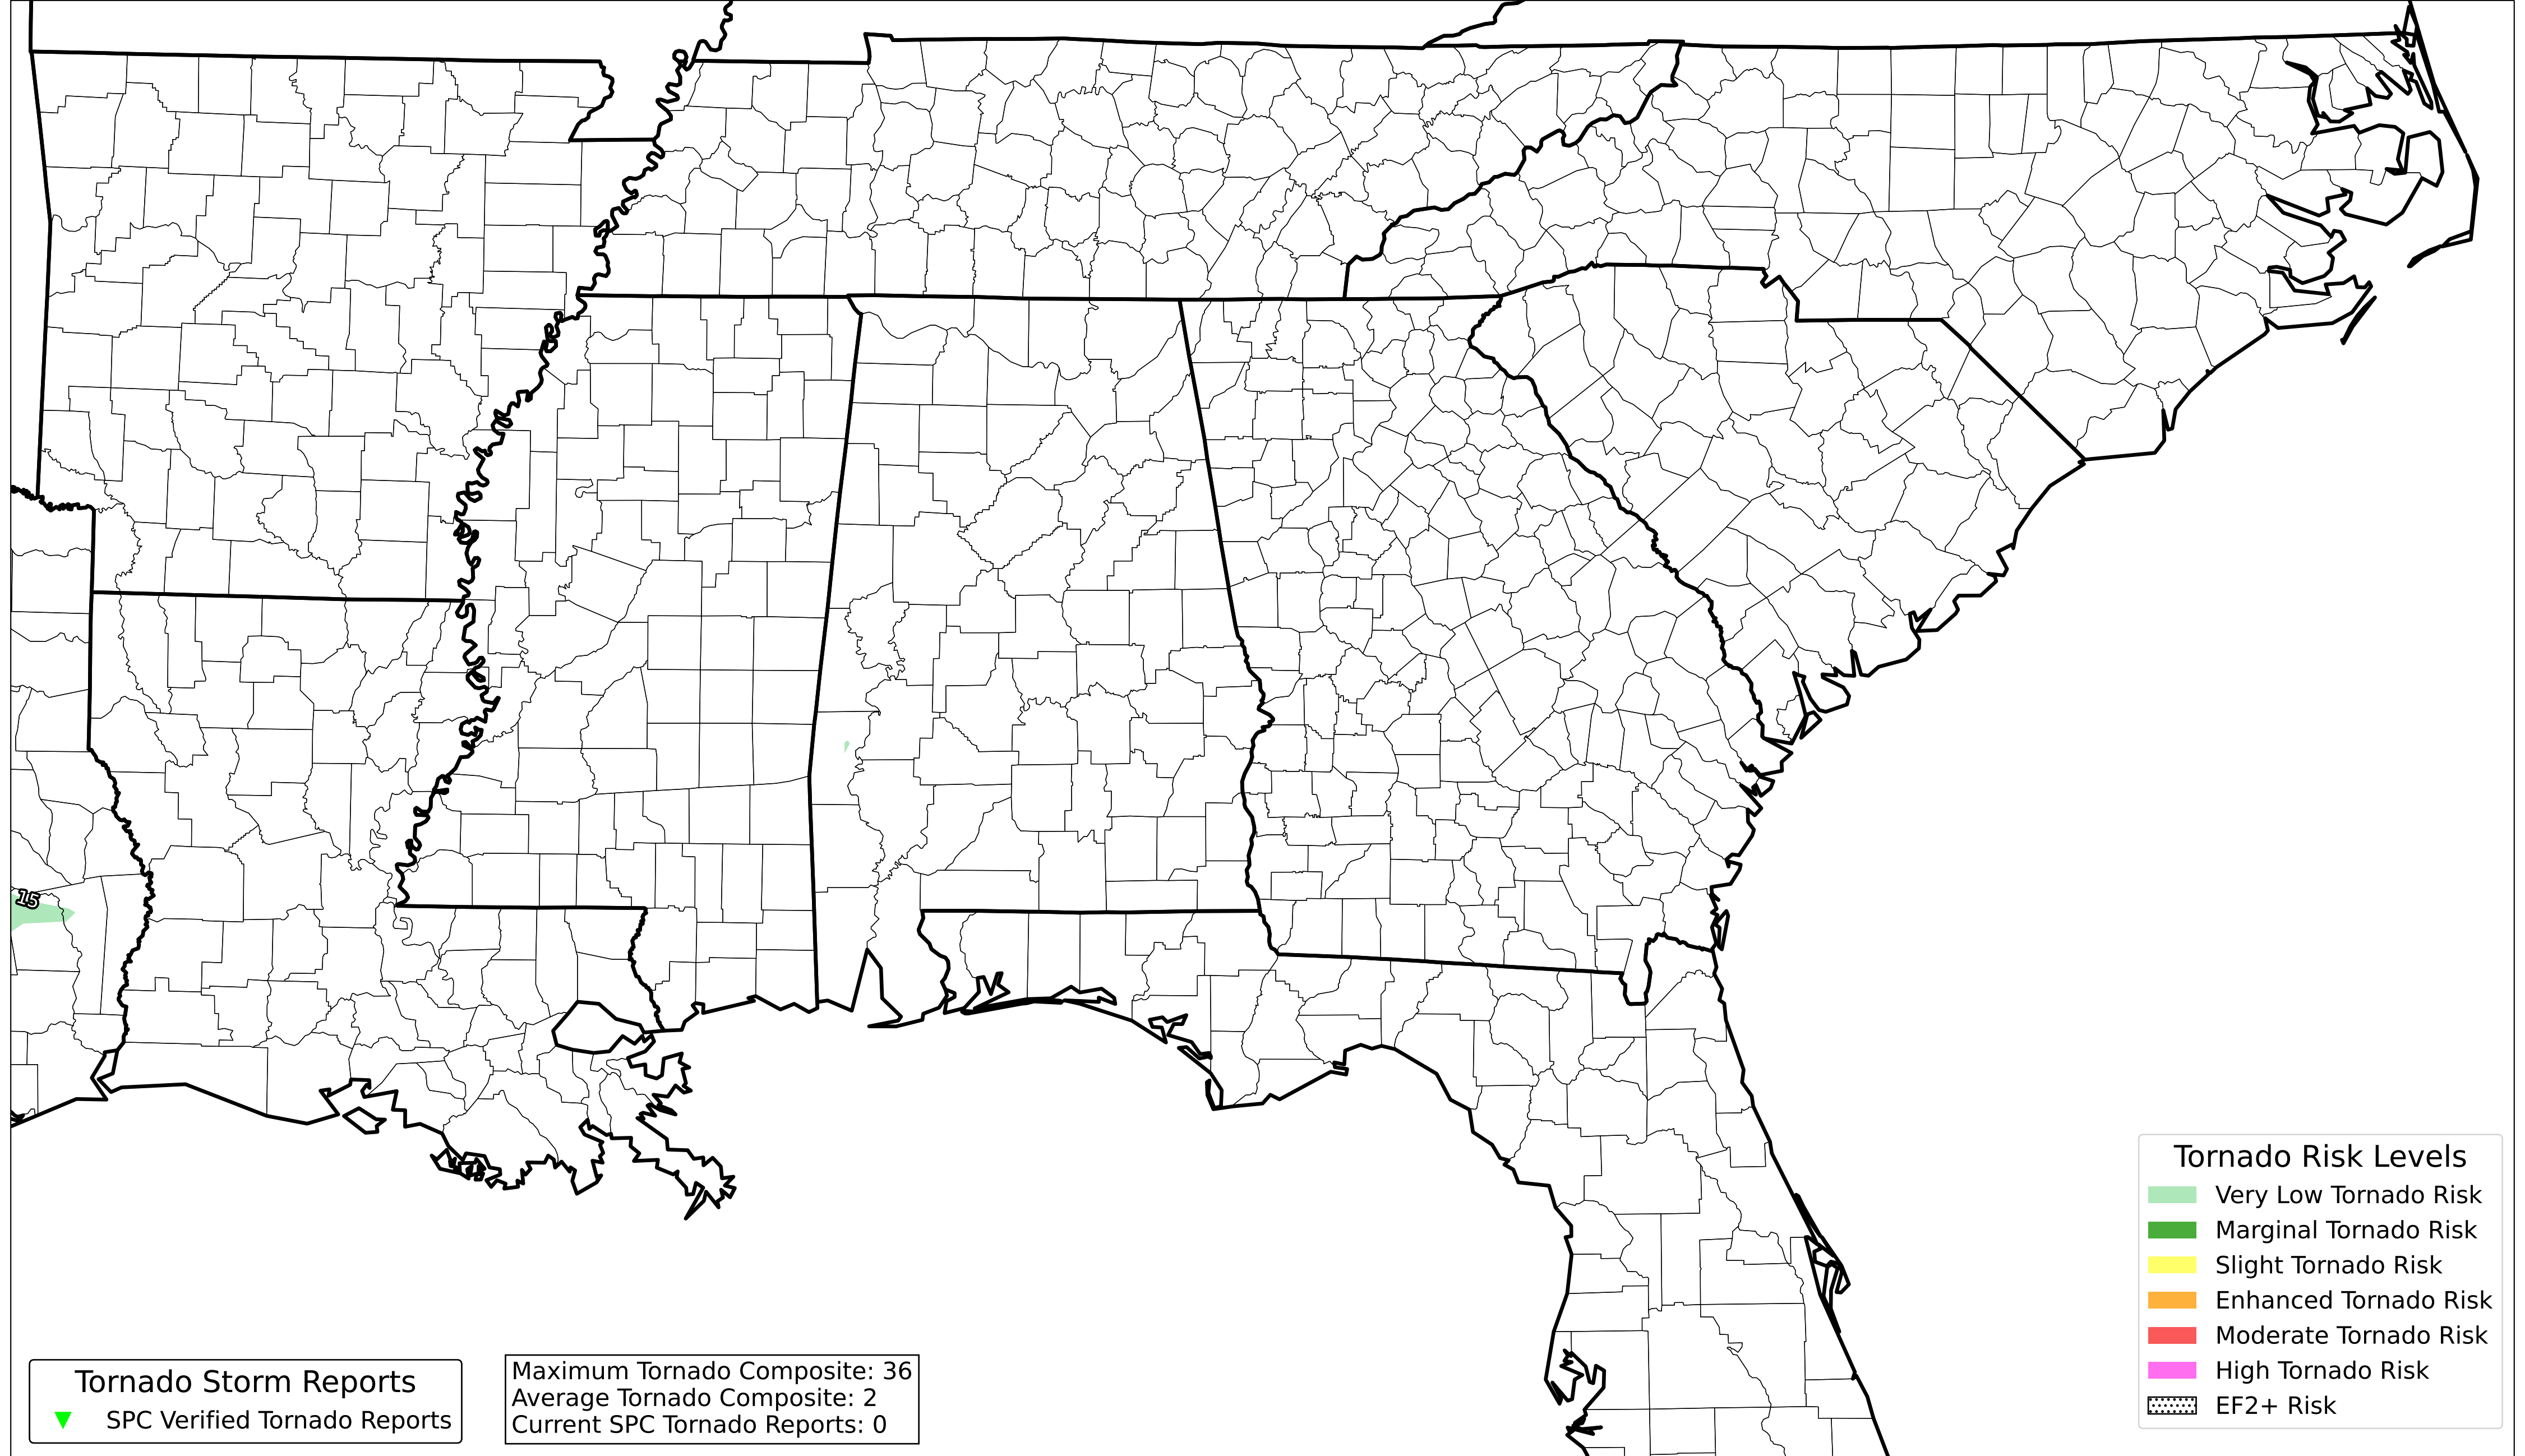 15
Tornado Risk Levels
Very Low Tornado Risk
Marginal Tornado Risk
Slight Tornado Risk
Enhanced Tornado Risk
Moderate Tornado Risk
High Tornado Risk
EF2+ Risk
Tornado Storm Reports
SPC Verified Tornado Reports
Maximum Tornado Composite: 36
Average Tornado Composite: 2
Current SPC Tornado Reports: 0